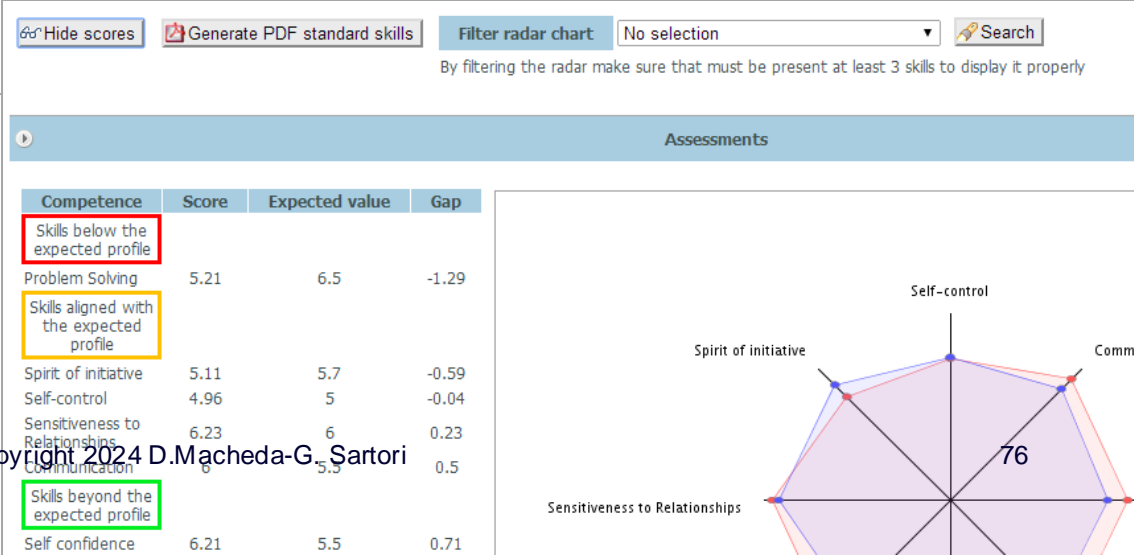 Hide scores Generate PDF standard skills Filter radar chart No selection Search
By filtering the radar make sure that must be present at least 3 skills to display it properly
Assessments
Competence Score Expected value Gap
Skills below the
expected profile
Problem Solving 5.21 6.5 -1.29
Skills aligned with
the expected
profile
Spirit of initiative 5.11 5.7 -0.59
Self-control 4.96 5 -0.04
Sensitiveness to
Relationships 6.23 6 0.23
Communication 6 5.5 0.5
Skills beyond the
expected profile
Self confidence 6.21 5.5 0.71
Self-control
Spirit of initiative
Comm
Sensitiveness to Relationships
opyright 2024 D.Macheda-G. Sartori
76